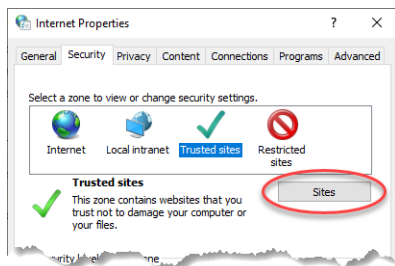 Internet Properties ? ×
General Security Privacy Content Connections Programs Advanced
Select a zone to view or change security settings.
Internet Local intranet Trusted sites Restricted sites
Trusted sites
Sites
This zone contains websites that you
trust not to damage your computer or
your files.